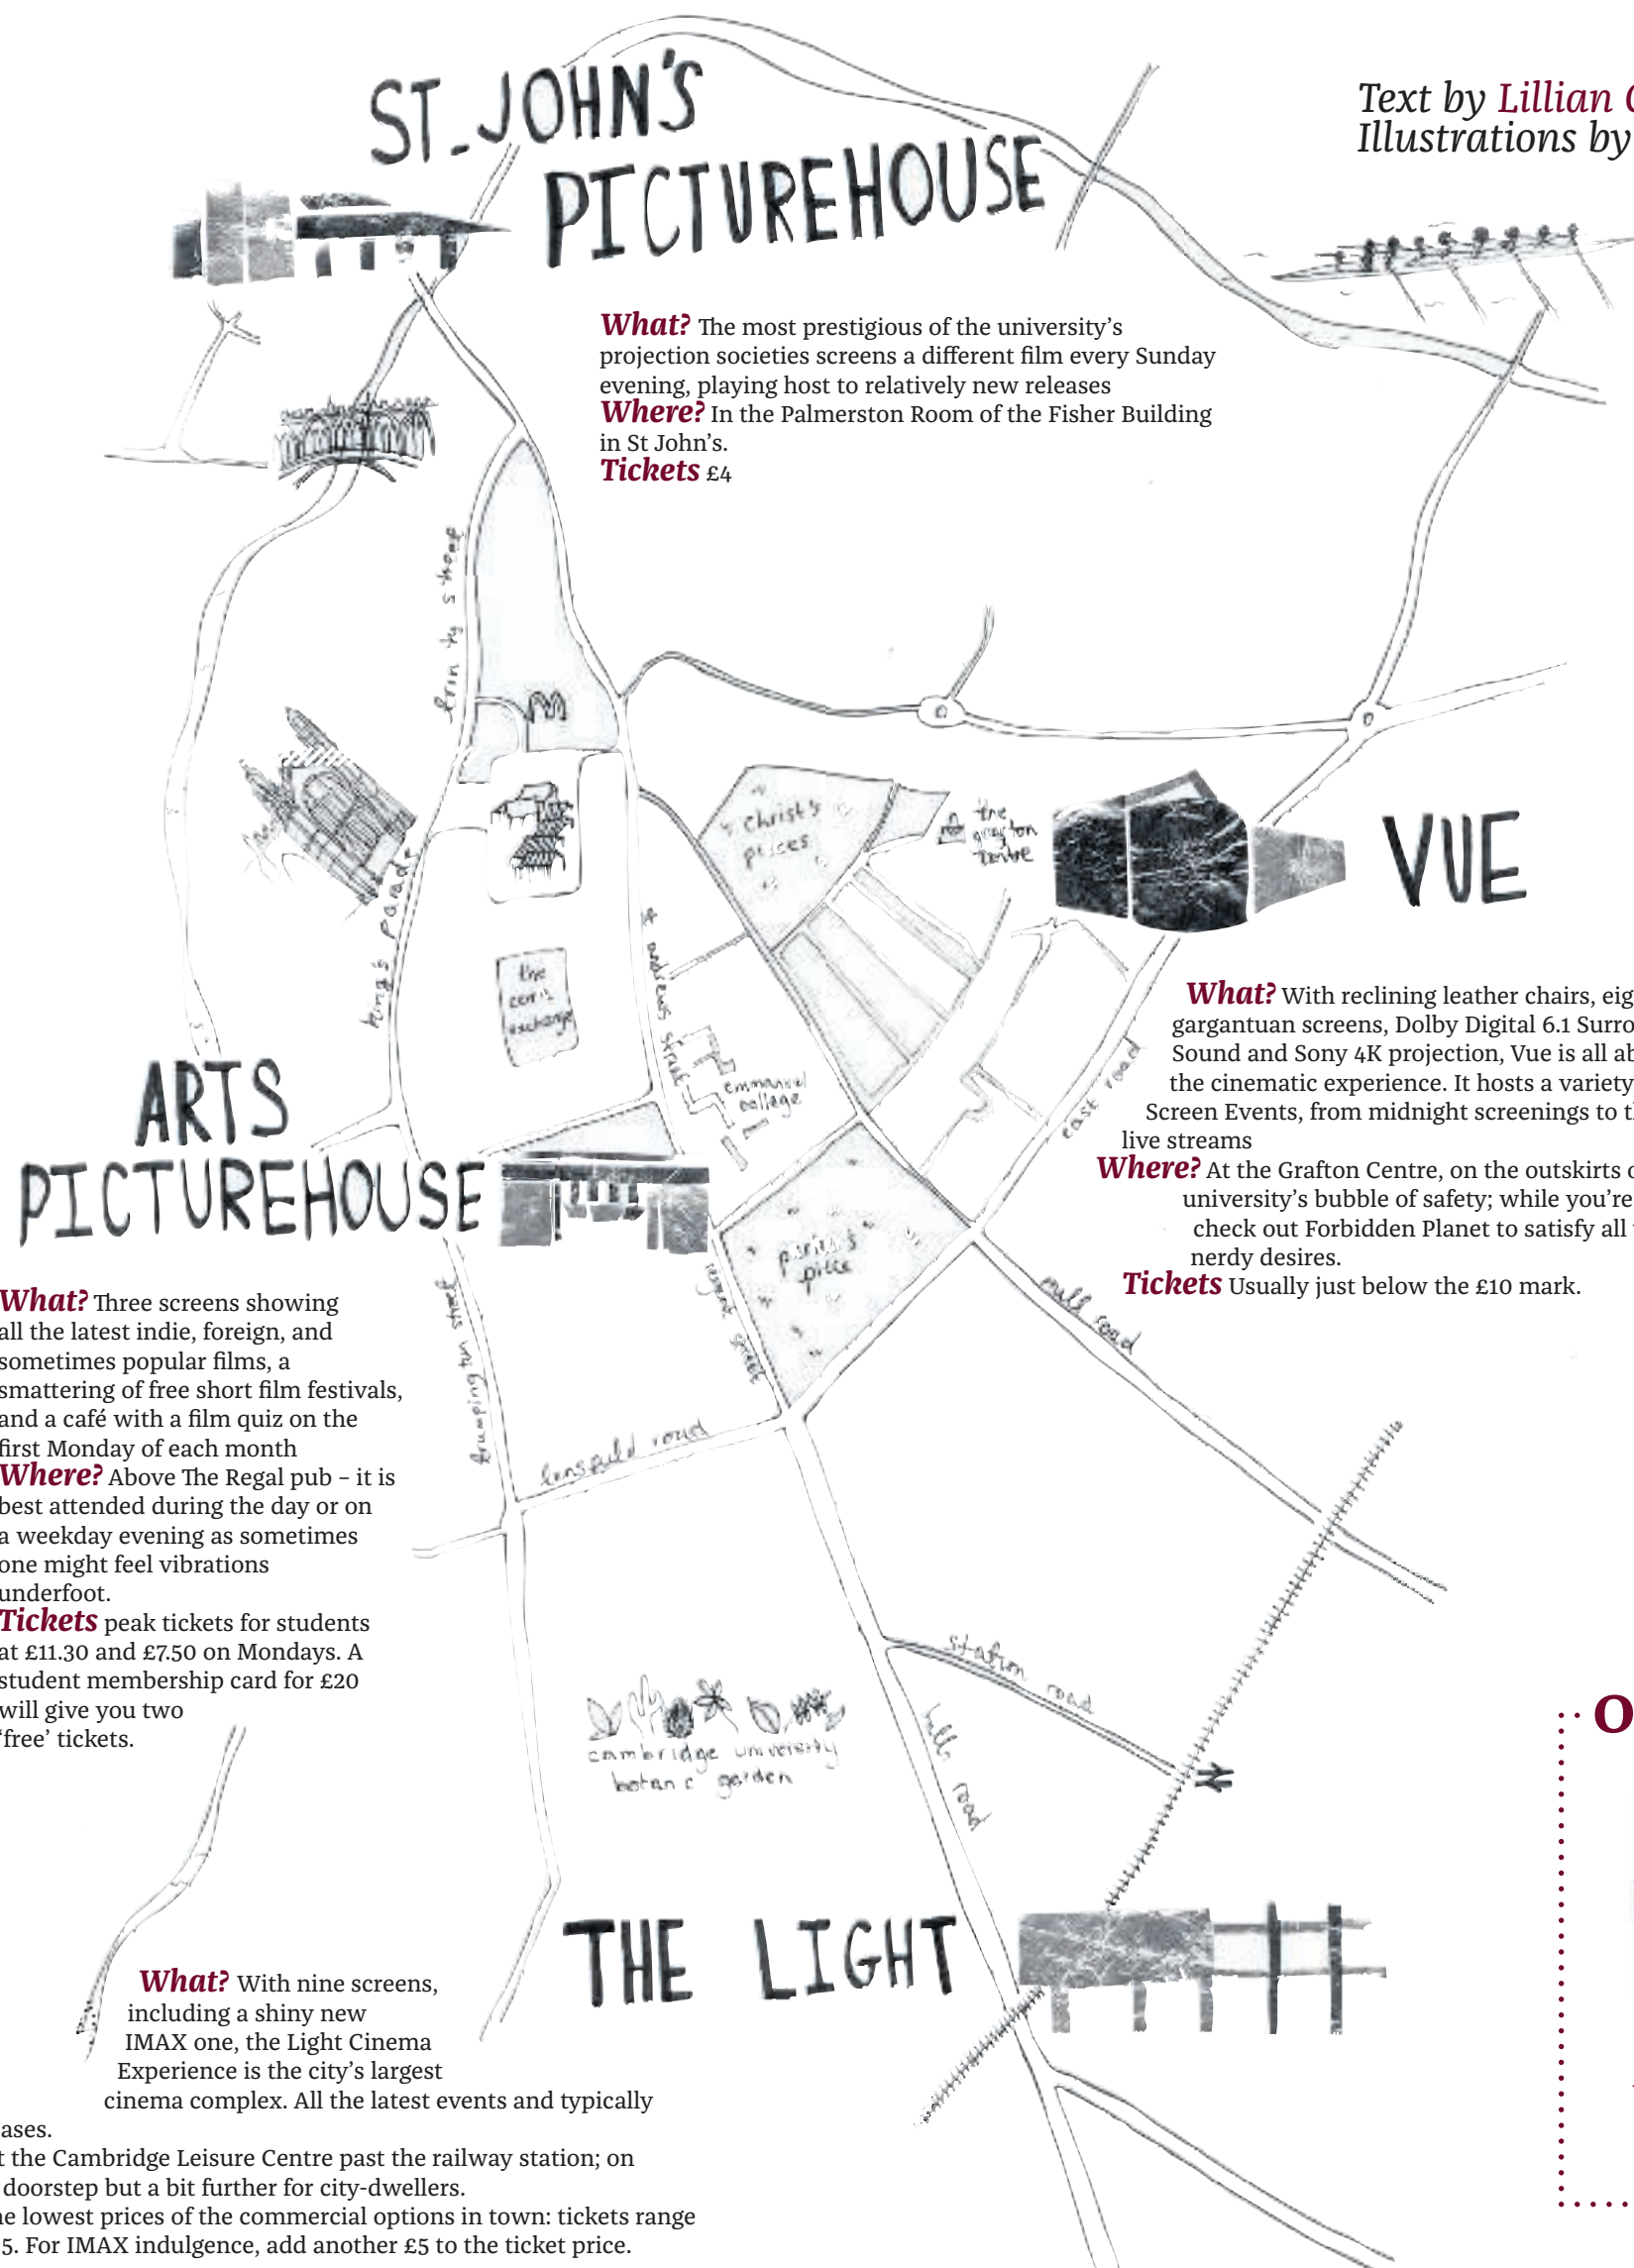 ST. JOHN'S
PICTUREHOUSE
Text by Lillian
Illustrations by
What? The most prestigious of the university's
projection societies screens a different film every Sunday
evening, playing host to relatively new releases
Where? In the Palmerston Room of the Fisher Building
in St John's.
Tickets £4
christ's
pieces
the
grafton
centre
VUE
king's parade
the
corn
exchange
st andrews street
emmanuel
college
east road
What? With reclining leather chairs,
gargantuan screens, Dolby Digital 6.1
Sound and Sony 4K projection, Vue is all
the cinematic experience. It hosts a variety
Screen Events, from midnight screenings to
live streams
Where? At the Grafton Centre, on the outskirts
university's bubble of safety; while you're
check out Forbidden Planet to satisfy all
nerdy desires.
Tickets Usually just below the £10 mark.
ARTS
PICTUREHOUSE
parker's
piece
regent street
mill road
What? Three screens showing
all the latest indie, foreign, and
sometimes popular films, a
smattering of free short film festivals,
and a café with a film quiz on the
first Monday of each month
Where? Above The Regal pub – it is
best attended during the day or on
a weekday evening as sometimes
one might feel vibrations
underfoot.
Tickets peak tickets for students
at £11.30 and £7.50 on Mondays. A
student membership card for £20
will give you two
'free' tickets.
trumpington street
lensfield road
station road
hills road
cambridge university
botanic garden
O
THE LIGHT
What? With nine screens,
including a shiny new
IMAX one, the Light Cinema
Experience is the city's largest
cinema complex. All the latest events and typically
ases.
t the Cambridge Leisure Centre past the railway station; on
doorstep but a bit further for city-dwellers.
e lowest prices of the commercial options in town: tickets range
5. For IMAX indulgence, add another £5 to the ticket price.